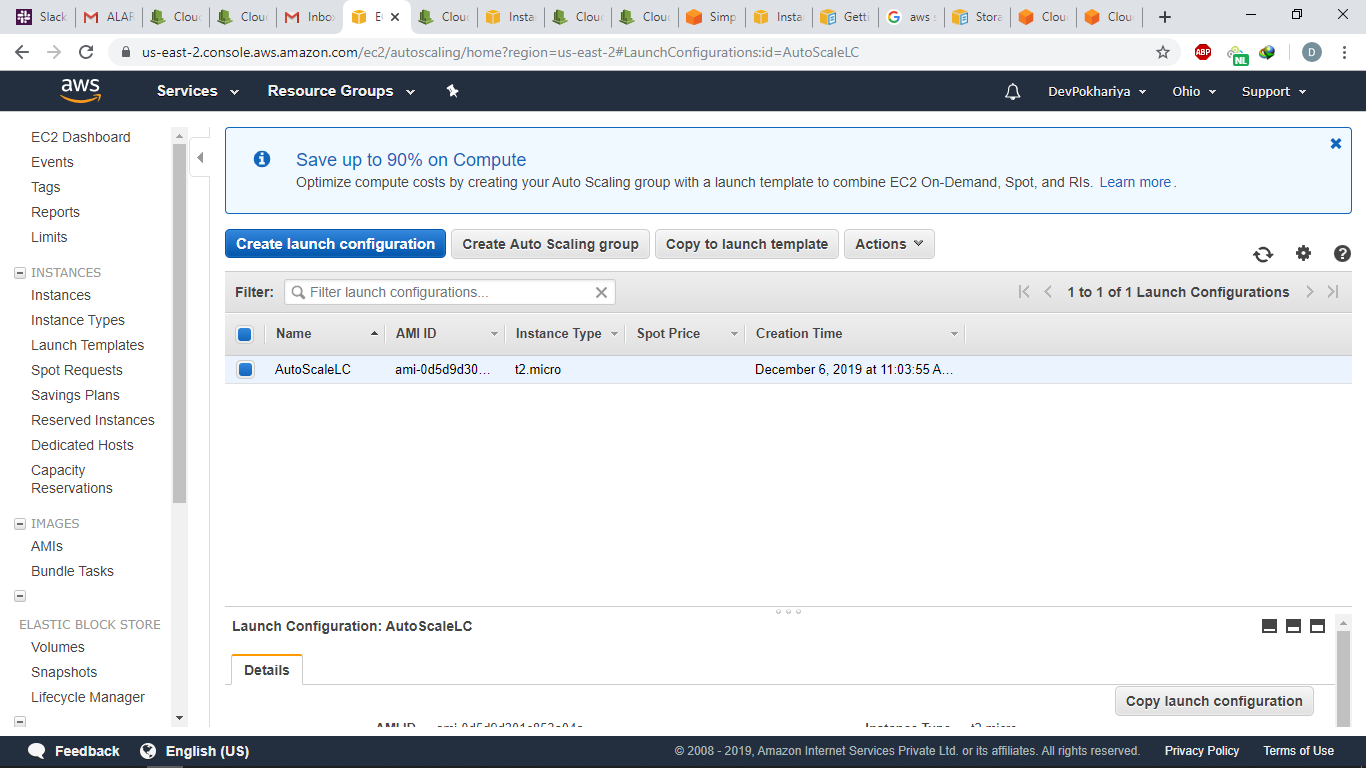 Slack ALAR Clou Clou Inbox E Clou Insta Clou Clou Simp Insta Gett aws s Stora Clou Clou
us-east-2.console.aws.amazon.com/ec2/autoscaling/home?region=us-east-2#LaunchConfigurations:id=AutoScaleLC
ABP NL D
aws Services Resource Groups DevPokhariya Ohio Support
EC2 Dashboard
Events
Tags
Reports
Limits
INSTANCES
Instances
Instance Types
Launch Templates
Spot Requests
Savings Plans
Reserved Instances
Dedicated Hosts
Capacity
Reservations
IMAGES
AMIs
Bundle Tasks
ELASTIC BLOCK STORE
Volumes
Snapshots
Lifecycle Manager
Save up to 90% on Compute
Optimize compute costs by creating your Auto Scaling group with a launch template to combine EC2 On-Demand, Spot, and RIs. Learn more.
Create launch configuration Create Auto Scaling group Copy to launch template Actions
Filter: Filter launch configurations... 1 to 1 of 1 Launch Configurations
Name AMI ID Instance Type Spot Price Creation Time
AutoScaleLC ami-0d5d9d30... t2.micro December 6, 2019 at 11:03:55 A...
Launch Configuration: AutoScaleLC
Details
Copy launch configuration
AMI ID Instance Type t2.micro
Feedback English (US) © 2008 - 2019, Amazon Internet Services Private Ltd. or its affiliates. All rights reserved. Privacy Policy Terms of Use